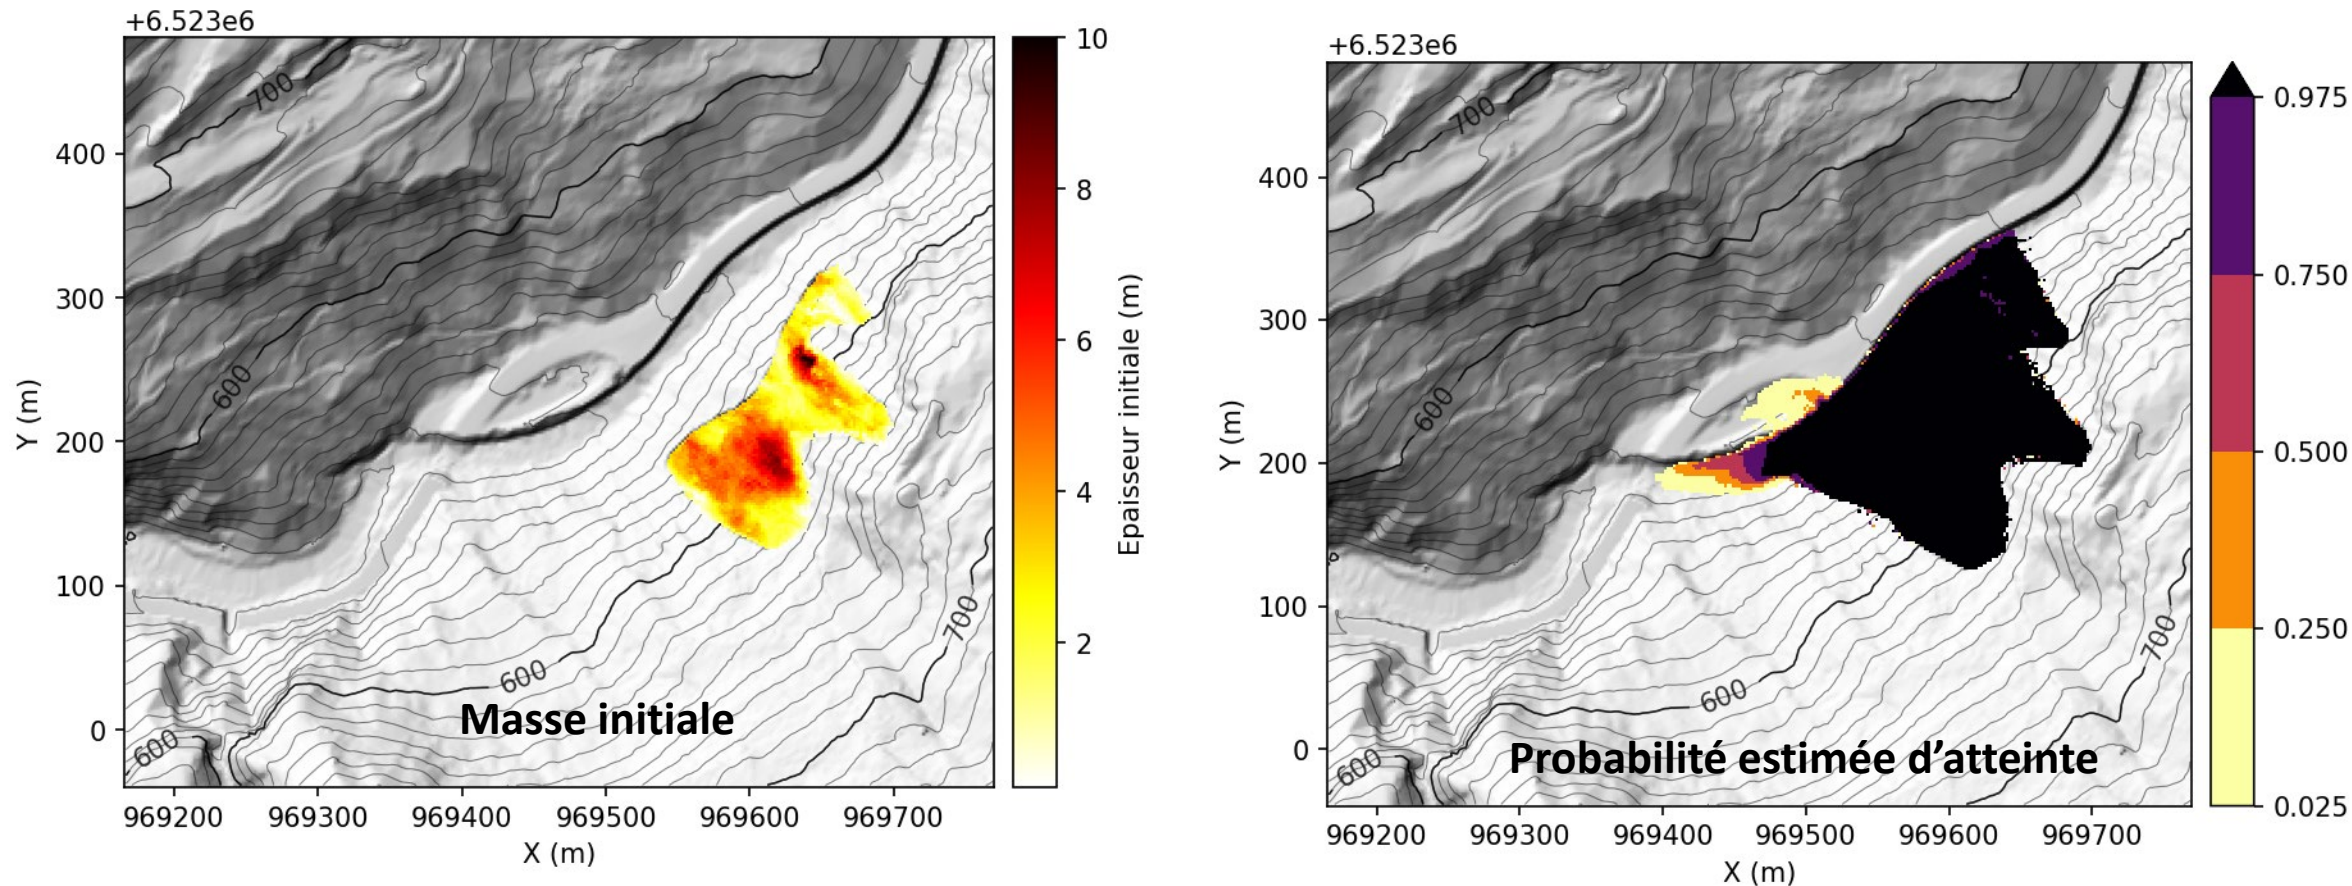 +6.523e6
400
300
200
100
0
Y (m)
969200 969300 969400 969500 969600 969700
X (m)
700
600
600
600
700
Masse initiale
10
8
6
4
2
Epaisseur initiale (m)
+6.523e6
400
300
200
100
0
Y (m)
969200 969300 969400 969500 969600 969700
X (m)
700
600
600
600
700
Probabilité estimée d’atteinte
0.975
0.750
0.500
0.250
0.025